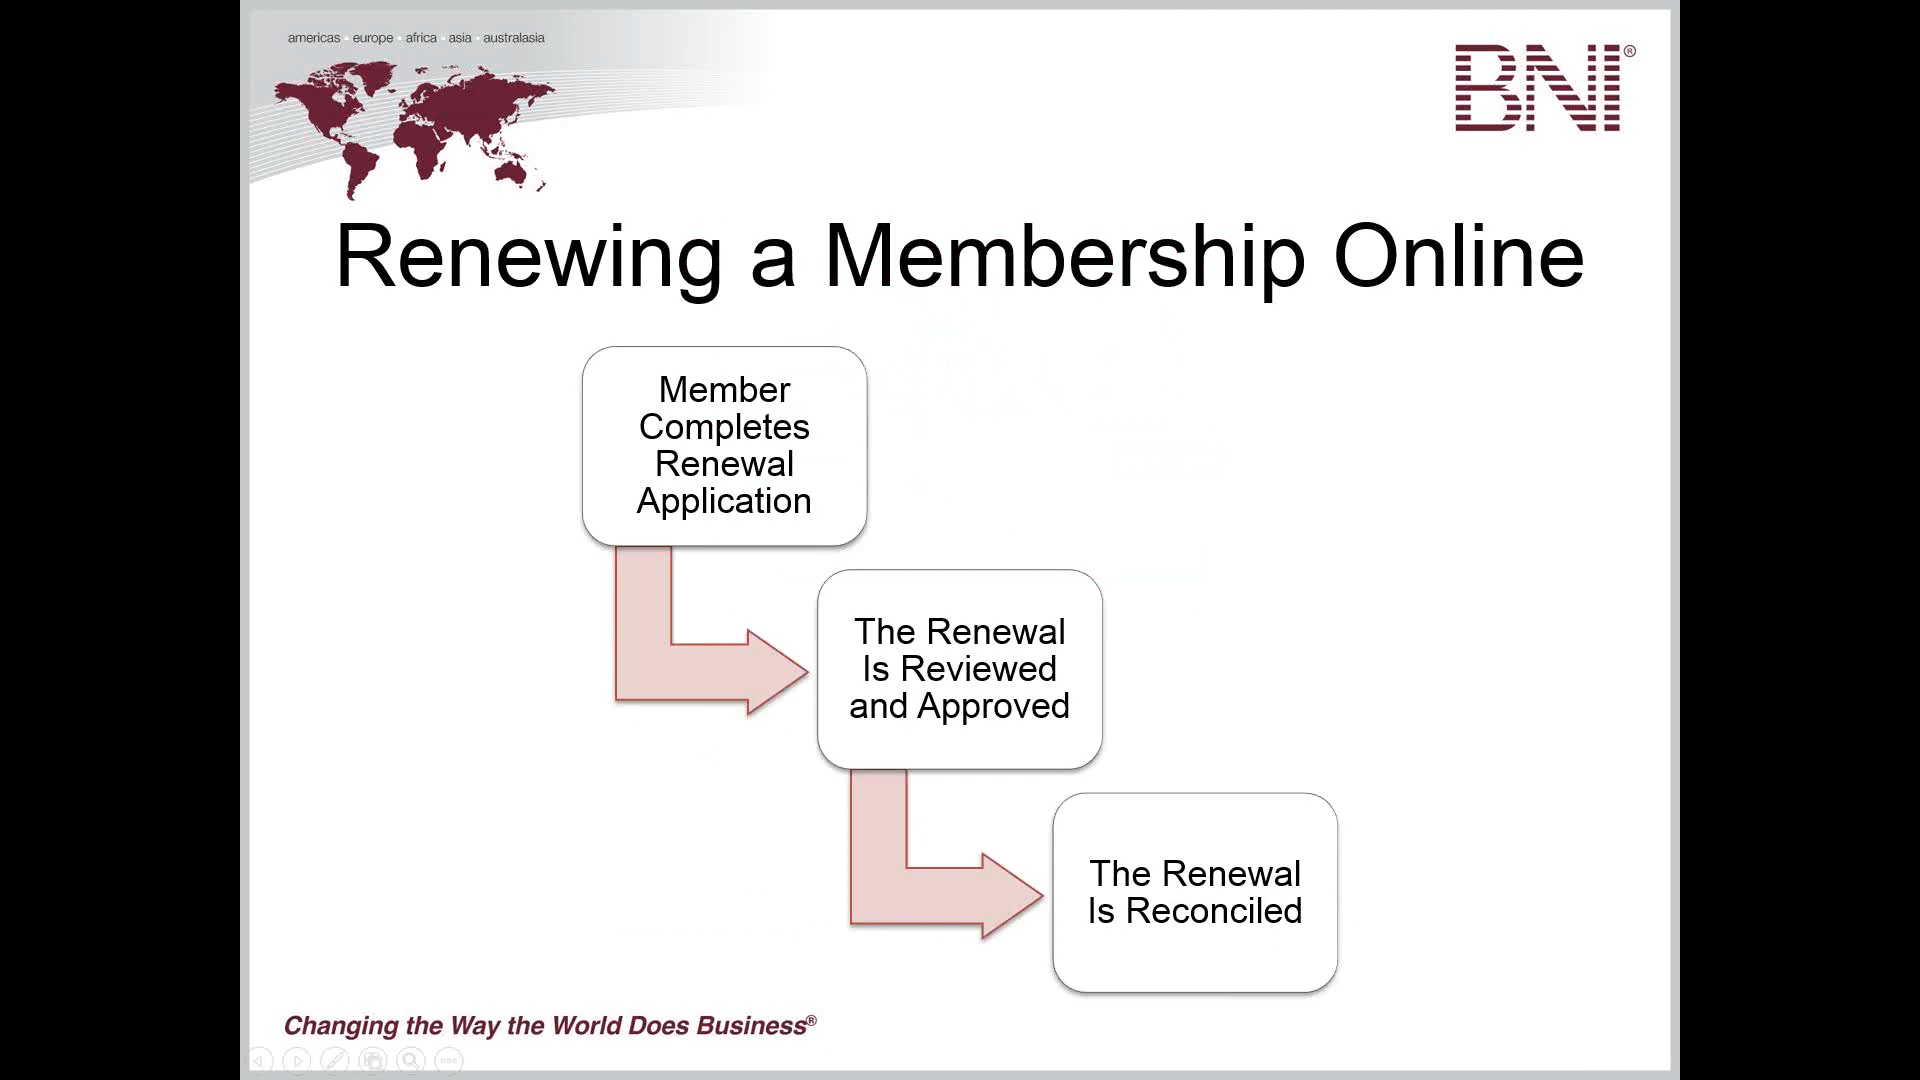 americas · europe · africa · asia · australasia
BNI®
Renewing a Membership Online
Member
Completes
Renewal
Application
The Renewal
Is Reviewed
and Approved
The Renewal
Is Reconciled
Changing the Way the World Does Business®